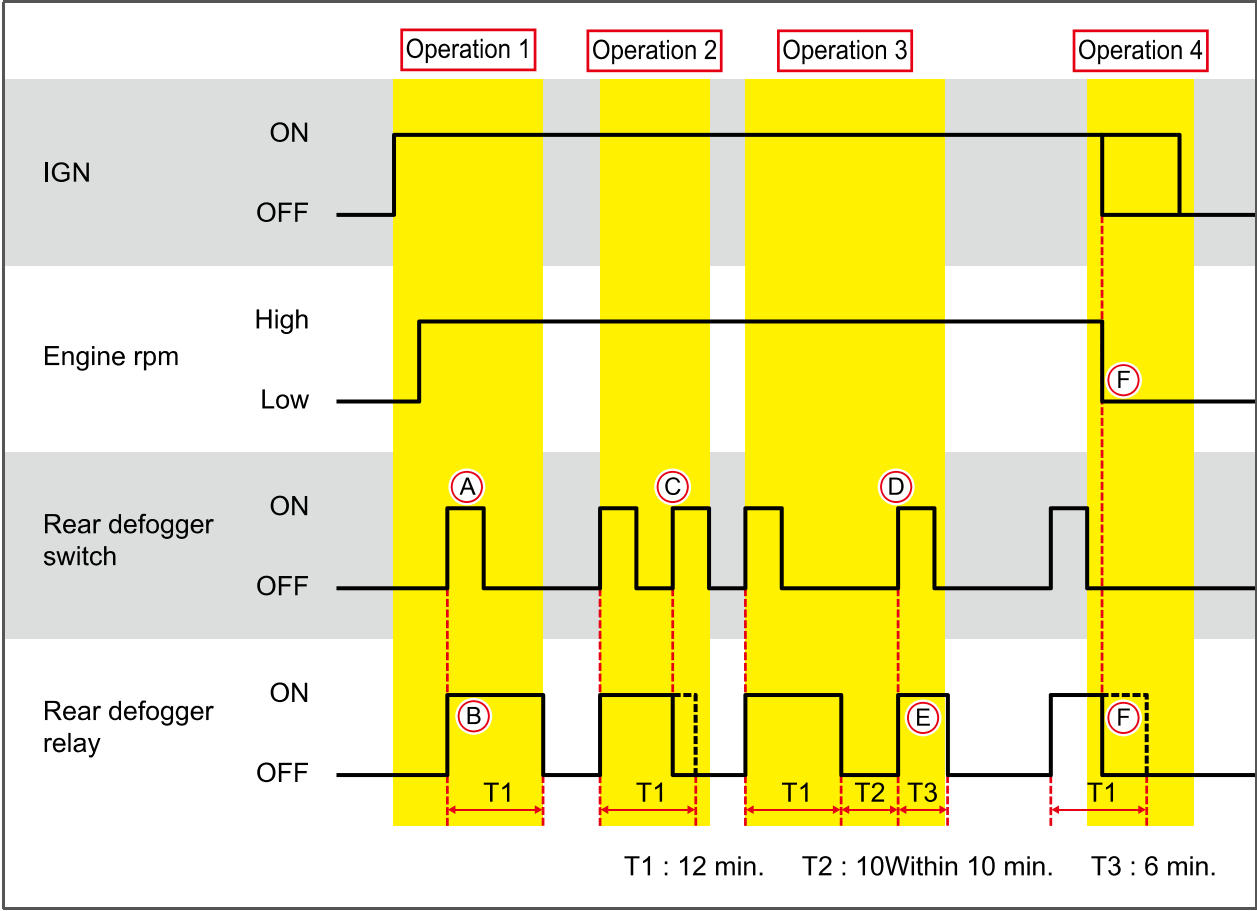 Operation 1
Operation 2
Operation 3
Operation 4
IGN
ON
OFF
Engine rpm
High
Low
F
Rear defogger
switch
ON
OFF
A
C
D
Rear defogger
relay
ON
OFF
B
E
F
T1
T1
T1
T2
T3
T1
T1 : 12 min.
T2 : 10Within 10 min.
T3 : 6 min.